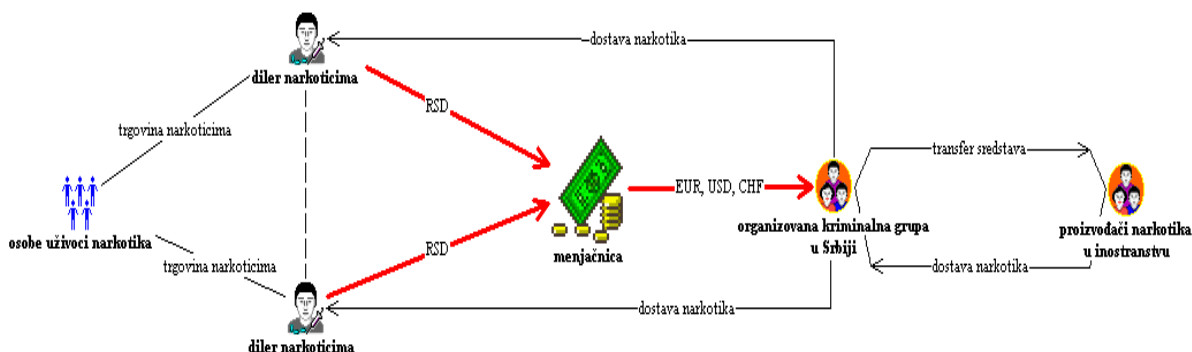 dostava narkotika
diler narkoticima
RSD
trgovina narkoticima
transfer sredstava
EUR, USD, CHF
osobe uživoci narkotika
menjačnica
organizovana kriminalna grupa
u Srbiji
proizvođači narkotika
u inostranstvu
RSD
trgovina narkoticima
dostava narkotika
dostava narkotika
diler narkoticima